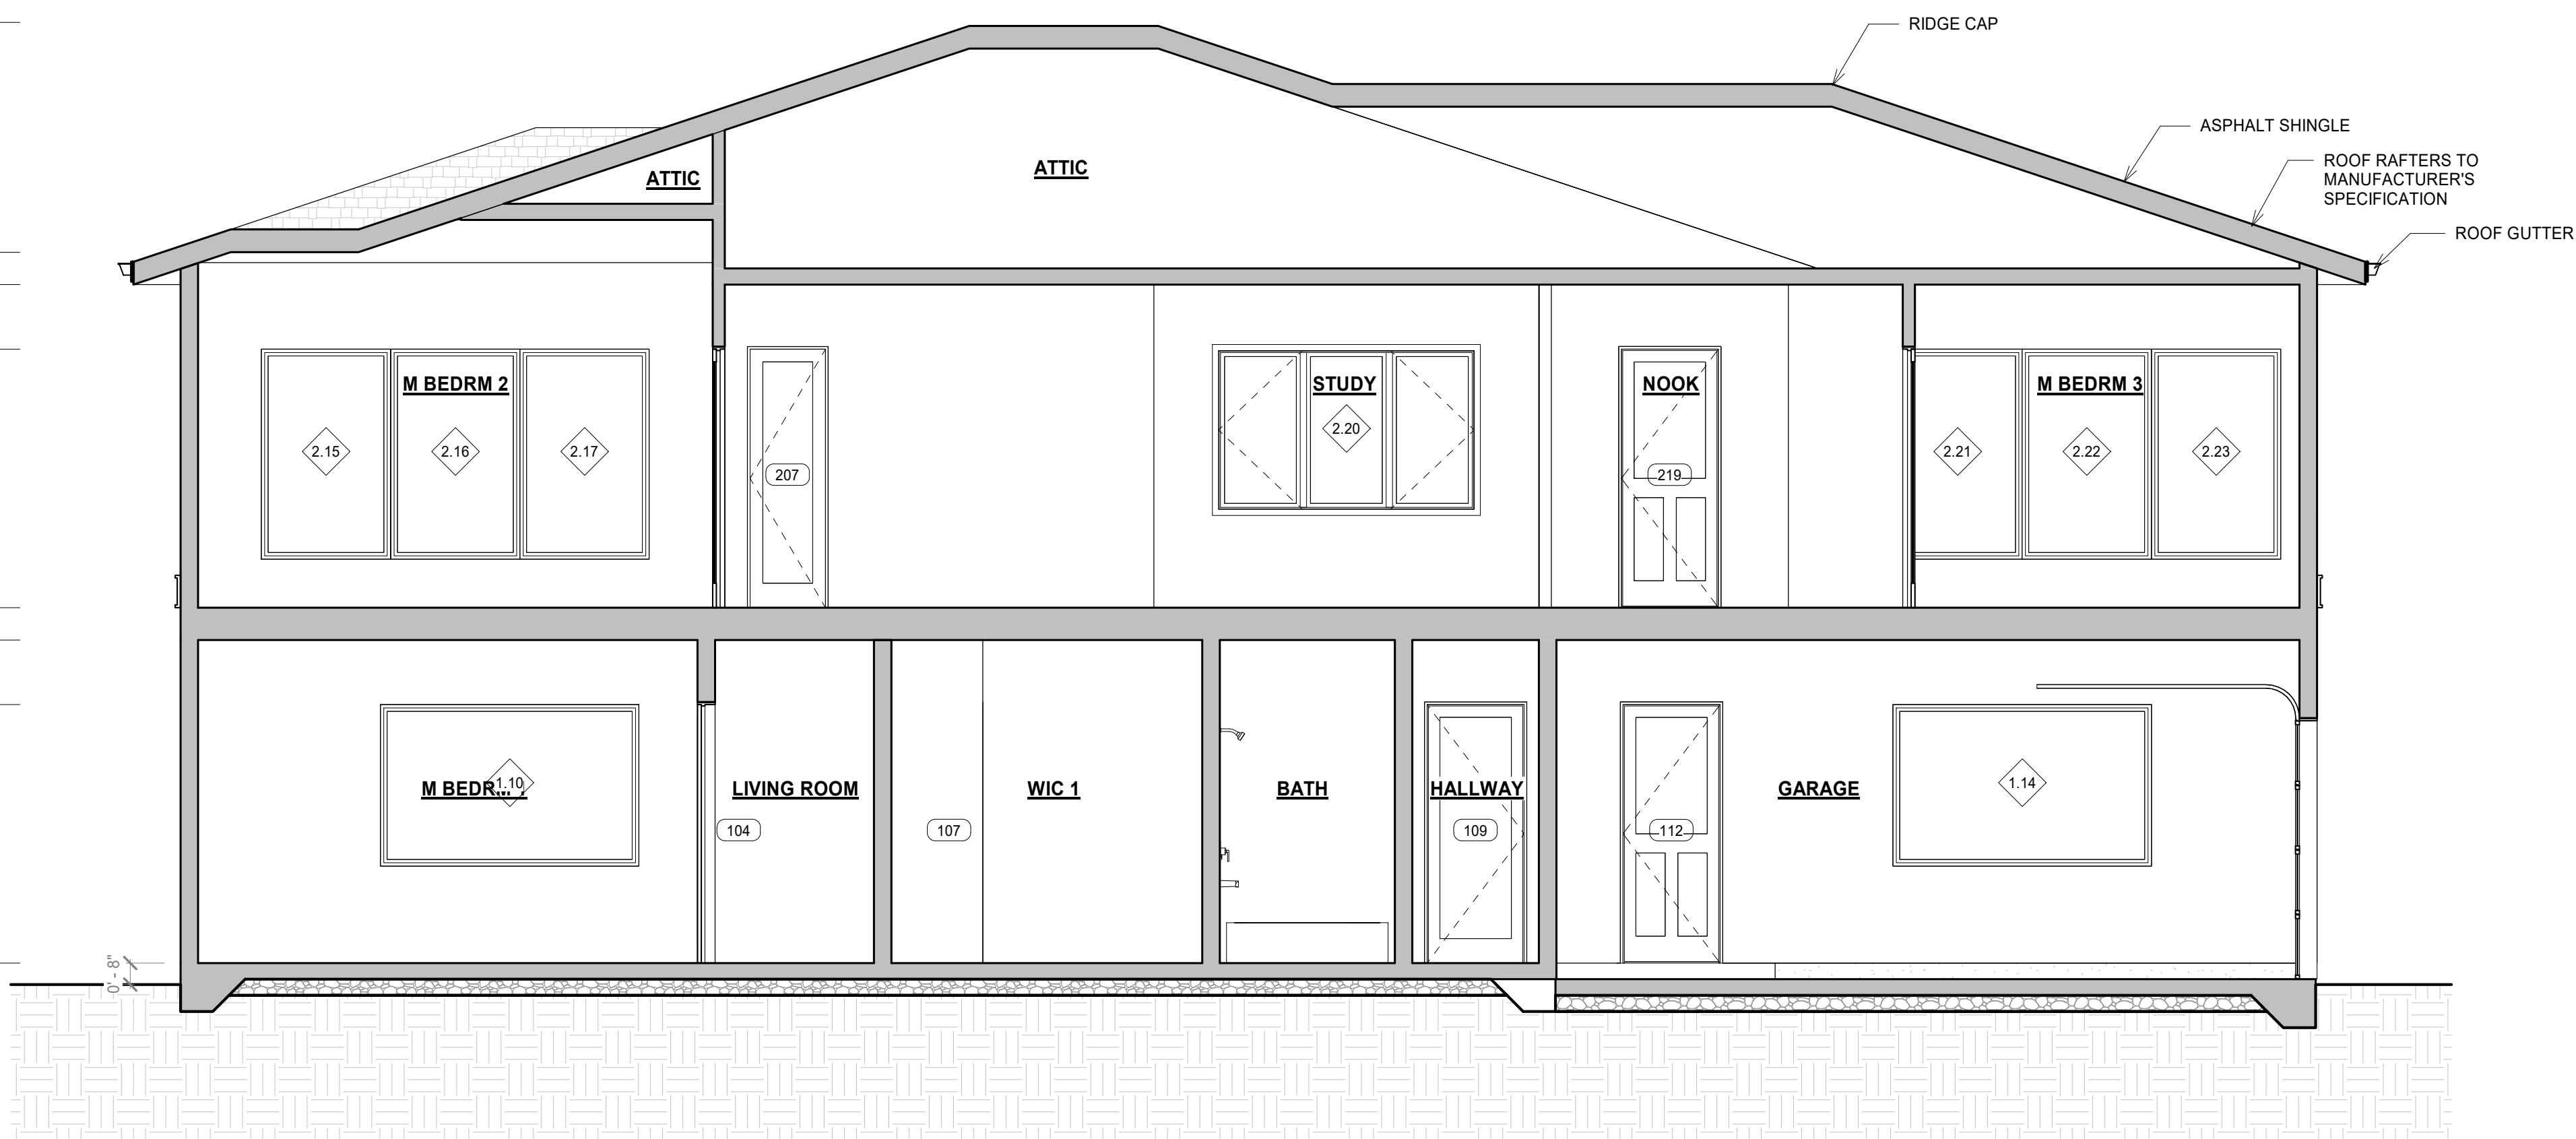 RIDGE CAP
ASPHALT SHINGLE
ROOF RAFTERS TO
MANUFACTURER'S
SPECIFICATION
ROOF GUTTER
ATTIC
ATTIC
M BEDRM 2
STUDY
NOOK
M BEDRM 3
2.15
2.16
2.17
2.20
2.21
2.22
2.23
207
219
M BEDRM
1.10
LIVING ROOM
WIC 1
BATH
HALLWAY
GARAGE
1.14
104
107
109
112
0' - 8"